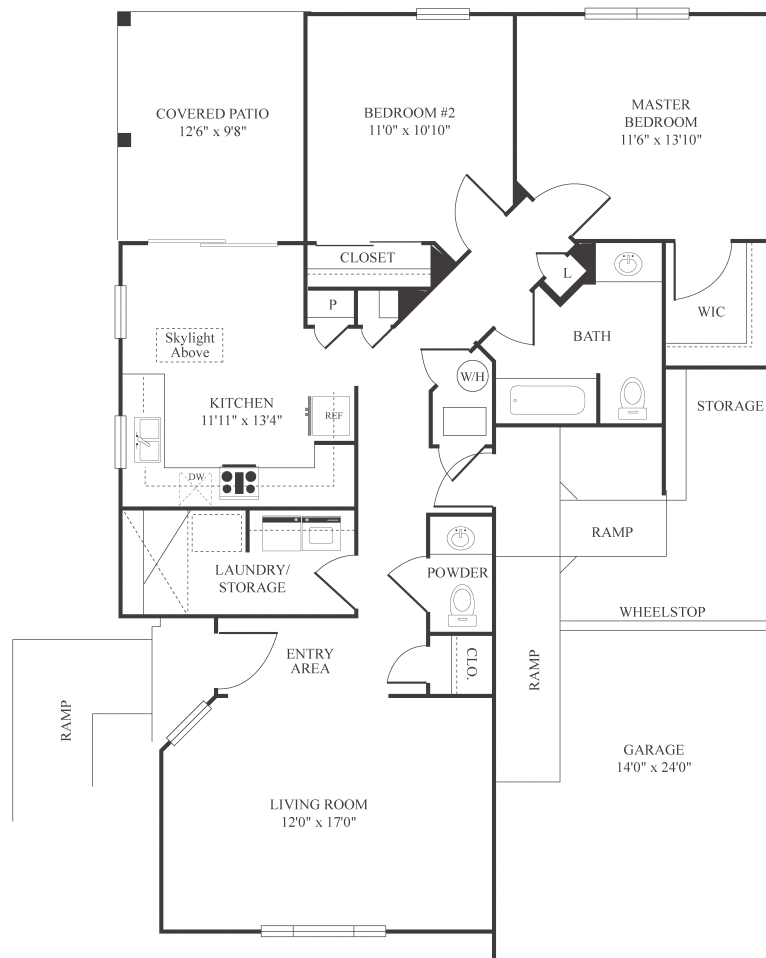 COVERED PATIO
12'6" x 9'8"
BEDROOM #2
11'0" x 10'10"
MASTER
BEDROOM
11'6" x 13'10"
CLOSET
L
P
WIC
Skylight
Above
BATH
W/H
KITCHEN
11'11" x 13'4"
REF
STORAGE
DW
RAMP
LAUNDRY/
STORAGE
POWDER
WHEELSTOP
ENTRY
AREA
CLO.
RAMP
RAMP
GARAGE
14'0" x 24'0"
LIVING ROOM
12'0" x 17'0"